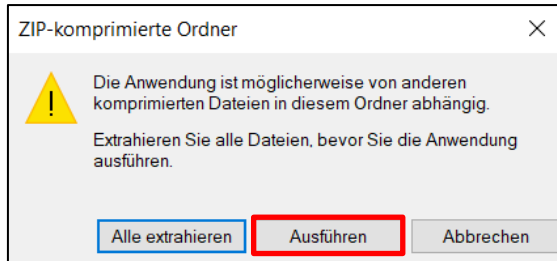 ZIP-komprimierte Ordner
Die Anwendung ist möglicherweise von anderen
komprimierten Dateien in diesem Ordner abhängig.
Extrahieren Sie alle Dateien, bevor Sie die Anwendung
ausführen.
Alle extrahieren Ausführen Abbrechen